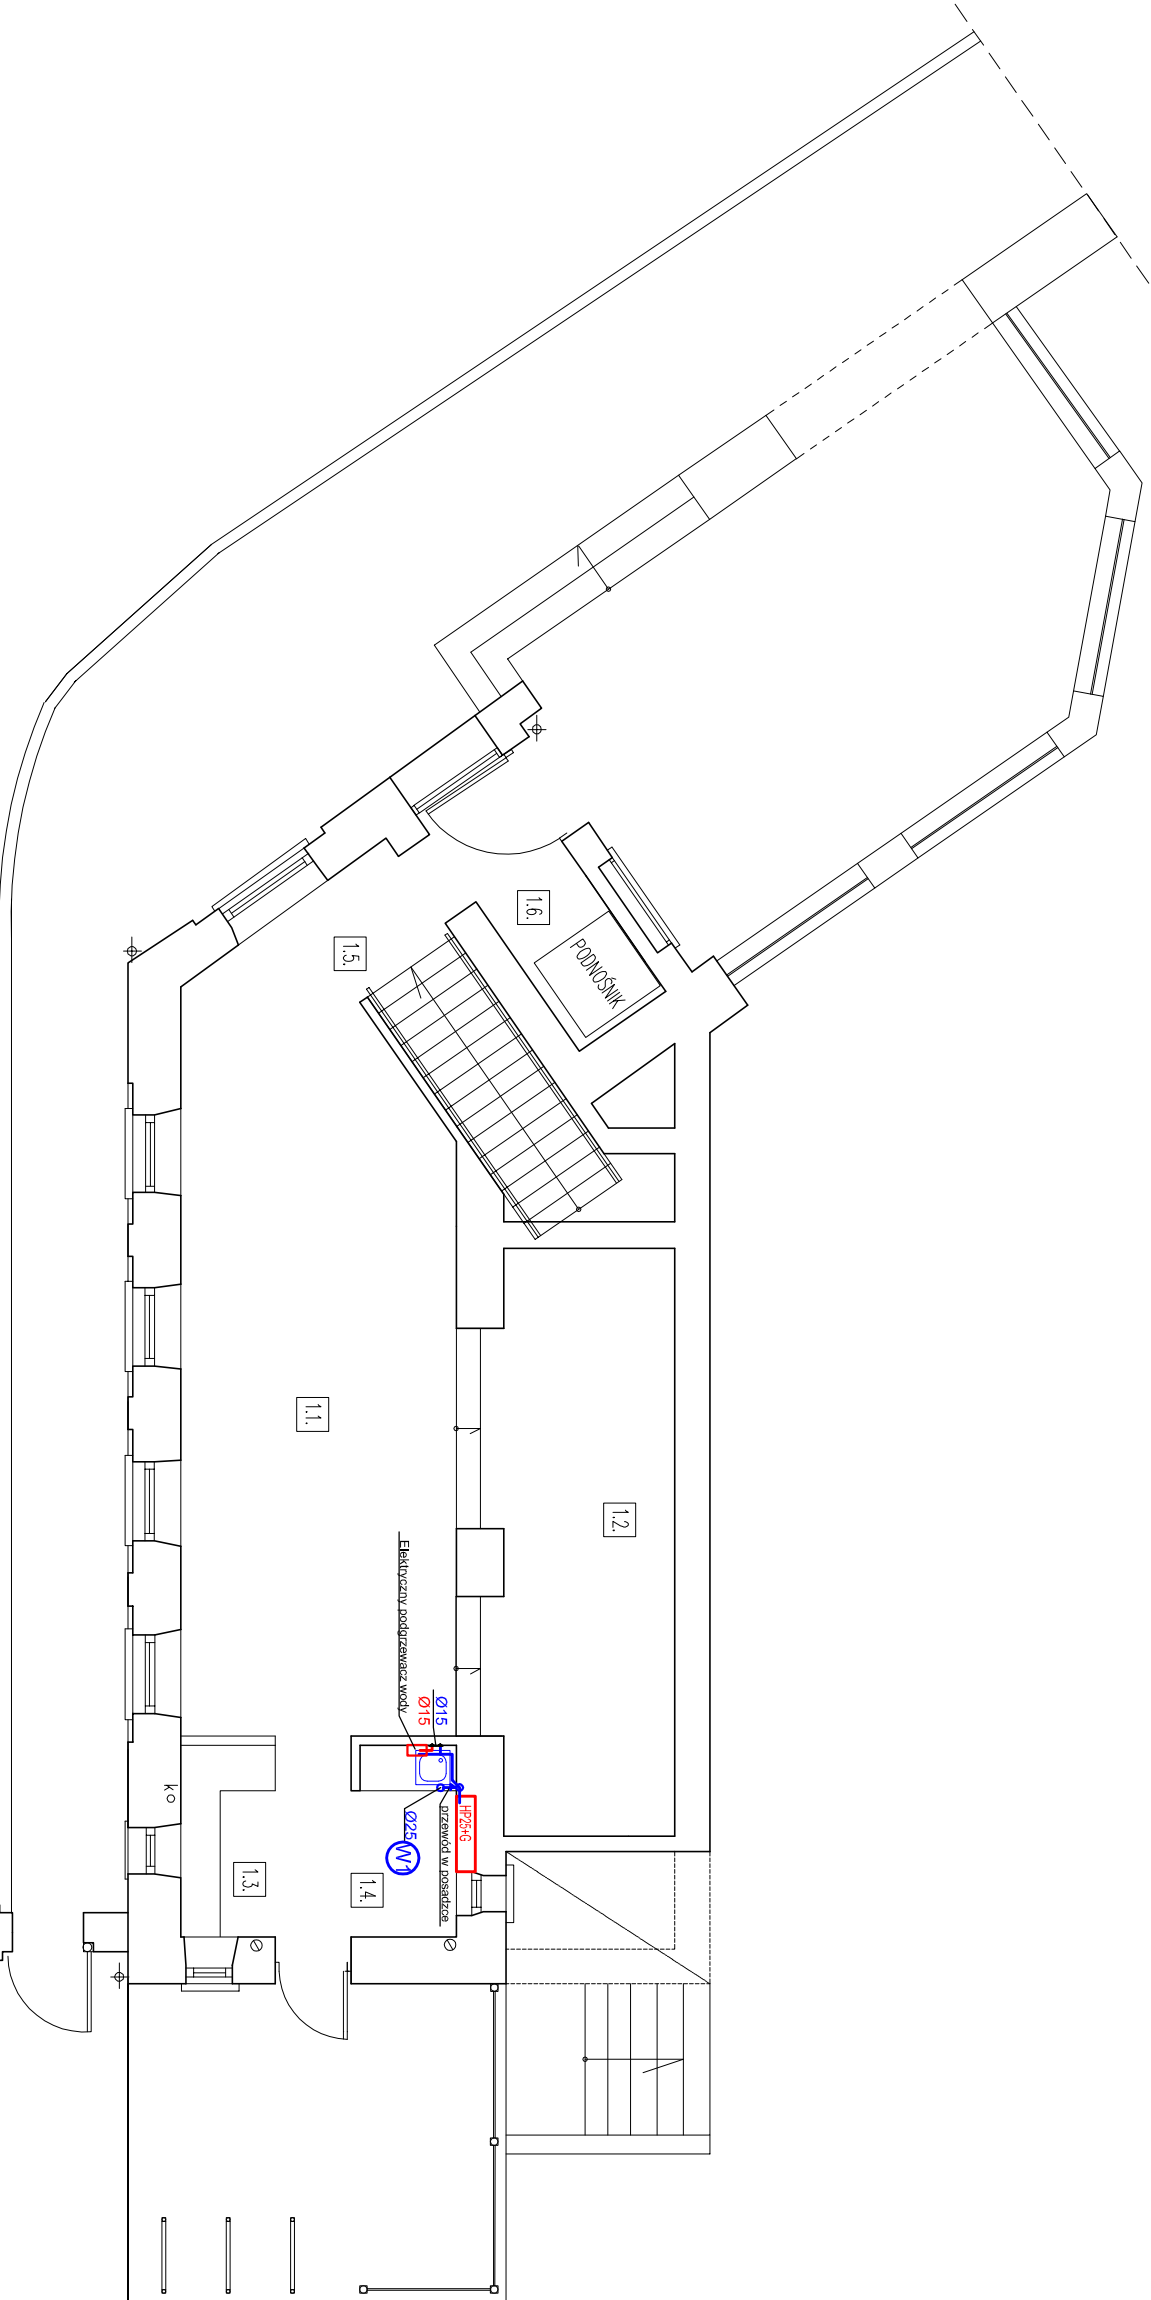 1.6.
PODNOŚNIK
1.5.
1.1.
1.2.
Elektryczny podgrzewacz wody
Ø15
Ø15
HP25+G
Ø25
W1
przewód w posadzce
k
1.3.
1.4.